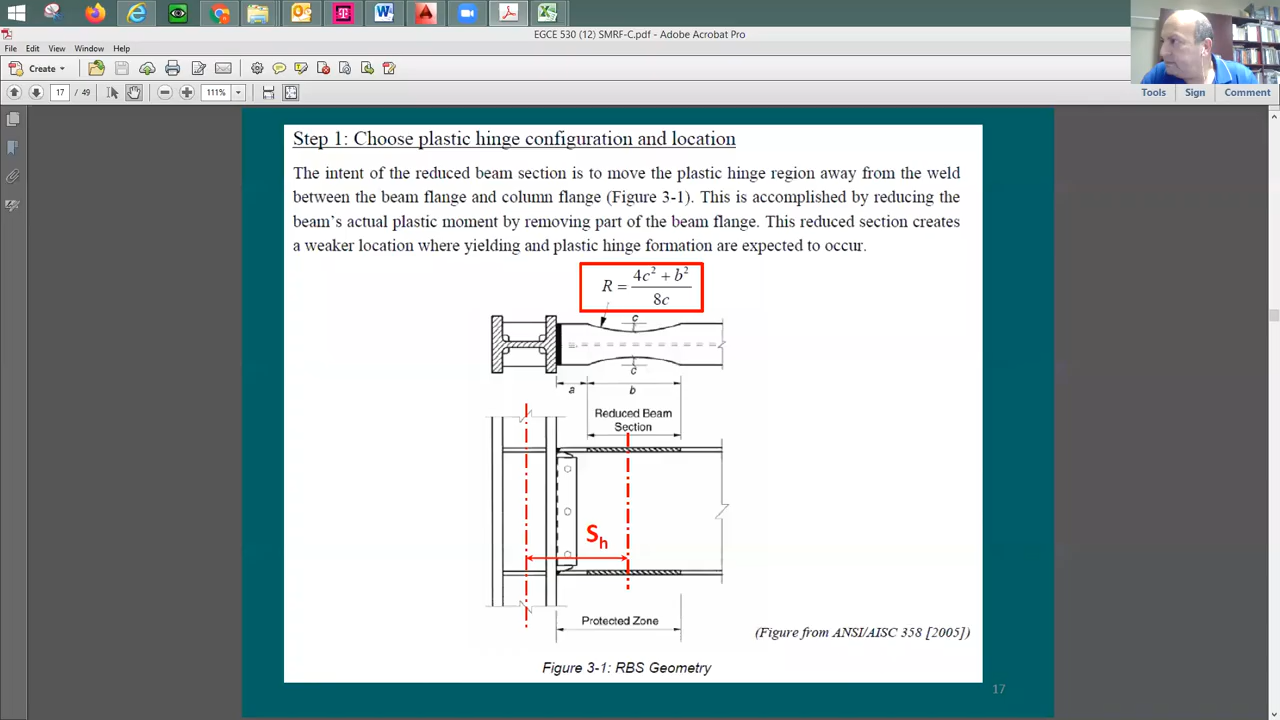 EGCE 530 (12) SMRF-C.pdf - Adobe Acrobat Pro
File Edit View Window Help
Create
17 / 49 111% Tools Sign Comment
Step 1: Choose plastic hinge configuration and location
The intent of the reduced beam section is to move the plastic hinge region away from the weld
between the beam flange and column flange (Figure 3-1). This is accomplished by reducing the
beam's actual plastic moment by removing part of the beam flange. This reduced section creates
a weaker location where yielding and plastic hinge formation are expected to occur.
R = 4c² + b²
8c
c
c
a b
Reduced Beam
Section
Sh
Protected Zone
(Figure from ANSI/AISC 358 [2005])
Figure 3-1: RBS Geometry
17